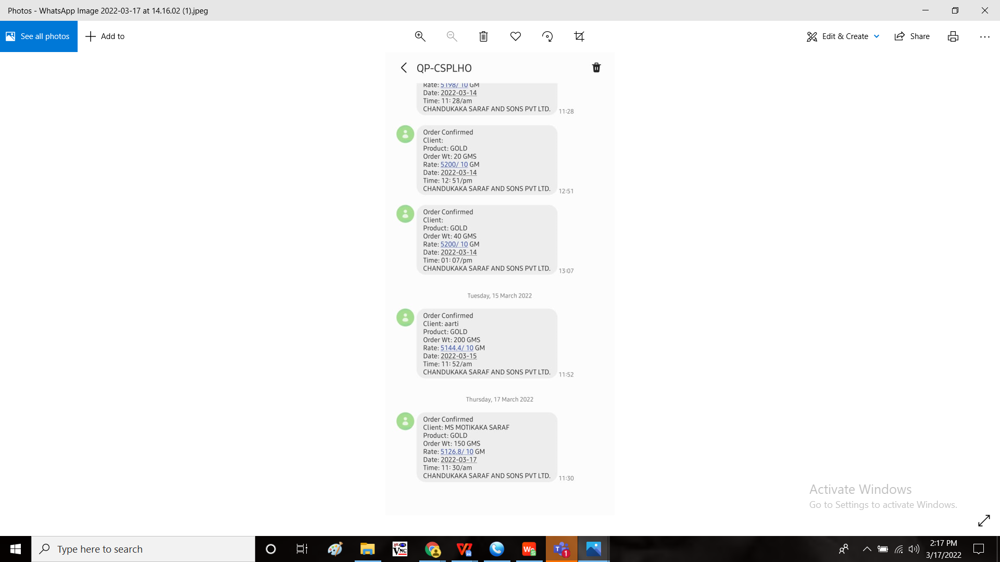 Photos - WhatsApp Image 2022-03-17 at 14.16.02 (1).jpeg
See all photos
Add to
Edit & Create
Share
QP-CSPLHO
Rate: 5198/ 10 GM
Date: 2022-03-14
Time: 11:28/am
CHANDUKAKA SARAF AND SONS PVT LTD.
11:28
Order Confirmed
Client:
Product: GOLD
Order Wt: 20 GMS
Rate: 5200/ 10 GM
Date: 2022-03-14
Time: 12:51/pm
CHANDUKAKA SARAF AND SONS PVT LTD.
12:51
Order Confirmed
Client:
Product: GOLD
Order Wt: 40 GMS
Rate: 5200/ 10 GM
Date: 2022-03-14
Time: 01:07/pm
CHANDUKAKA SARAF AND SONS PVT LTD.
13:07
Tuesday, 15 March 2022
Order Confirmed
Client: aarti
Product: GOLD
Order Wt: 200 GMS
Rate: 5144.4/ 10 GM
Date: 2022-03-15
Time: 11:52/am
CHANDUKAKA SARAF AND SONS PVT LTD.
11:52
Thursday, 17 March 2022
Order Confirmed
Client: MS MOTIKAKA SARAF
Product: GOLD
Order Wt: 150 GMS
Rate: 5126.8/ 10 GM
Date: 2022-03-17
Time: 11:30/am
CHANDUKAKA SARAF AND SONS PVT LTD.
11:30
Activate Windows
Go to Settings to activate Windows.
Type here to search
2:17 PM
3/17/2022